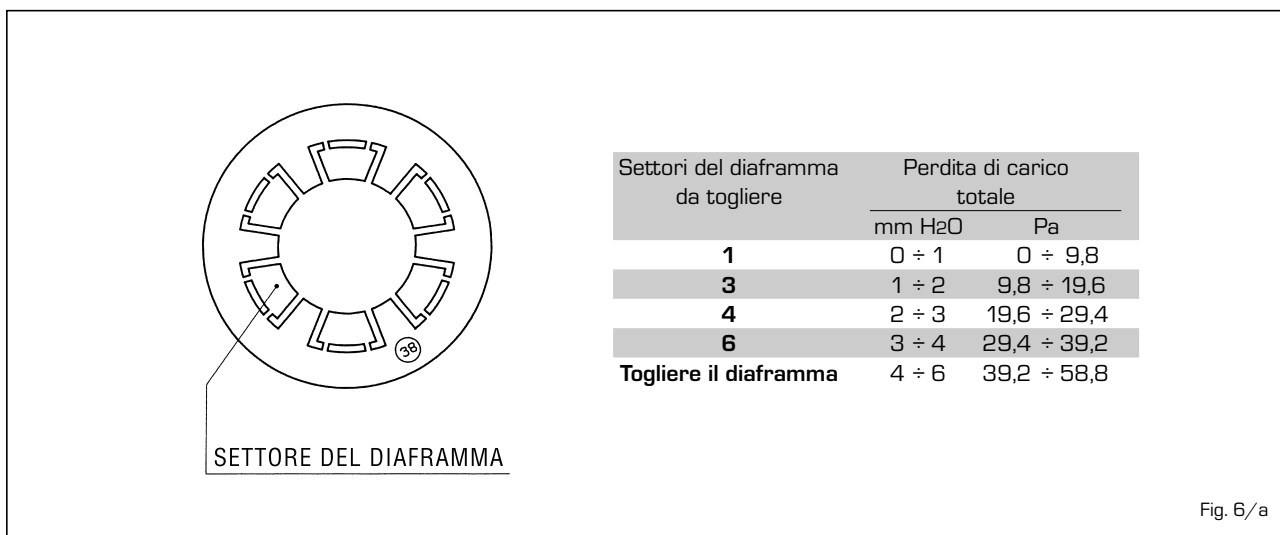 38
SETTORE DEL DIAFRAMMA
Settori del diaframma da togliere
Perdita di carico totale
mm H2O Pa
1 0 ÷ 1 0 ÷ 9,8
3 1 ÷ 2 9,8 ÷ 19,6
4 2 ÷ 3 19,6 ÷ 29,4
6 3 ÷ 4 29,4 ÷ 39,2
Togliere il diaframma 4 ÷ 6 39,2 ÷ 58,8
Fig. 6/a